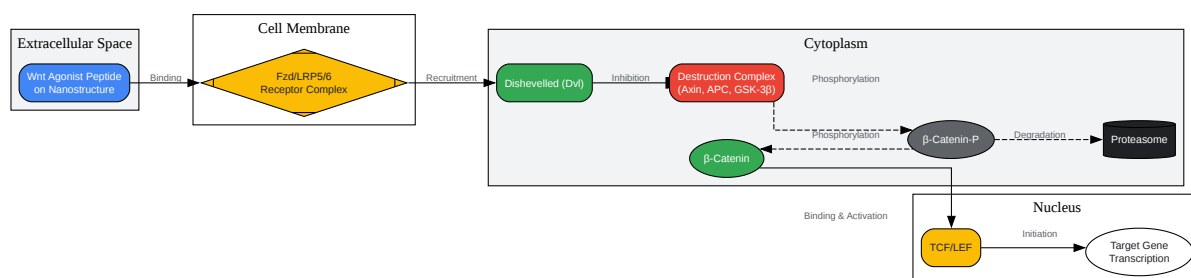 Extracellular Space
Wnt Agonist Peptide
on Nanostructure
Binding
Cell Membrane
Fzd/LRP5/6
Receptor Complex
Recruitment
Cytoplasm
Dishevelled (Dvl)
Inhibition
Destruction Complex
(Axin, APC, GSK-3β)
Phosphorylation
Phosphorylation
β-Catenin-P
Degradation
Proteasome
β-Catenin
Binding & Activation
Nucleus
TCF/LEF
Initiation
Target Gene
Transcription